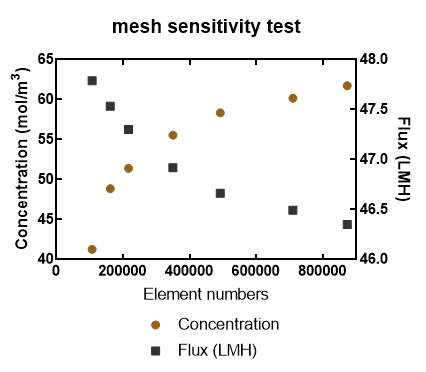 mesh sensitivity test
65
60
55
50
45
40
Concentration (mol/m³)
48.0
47.5
47.0
46.5
46.0
Flux (LMH)
0 200000 400000 600000 800000
Element numbers
Concentration
Flux (LMH)